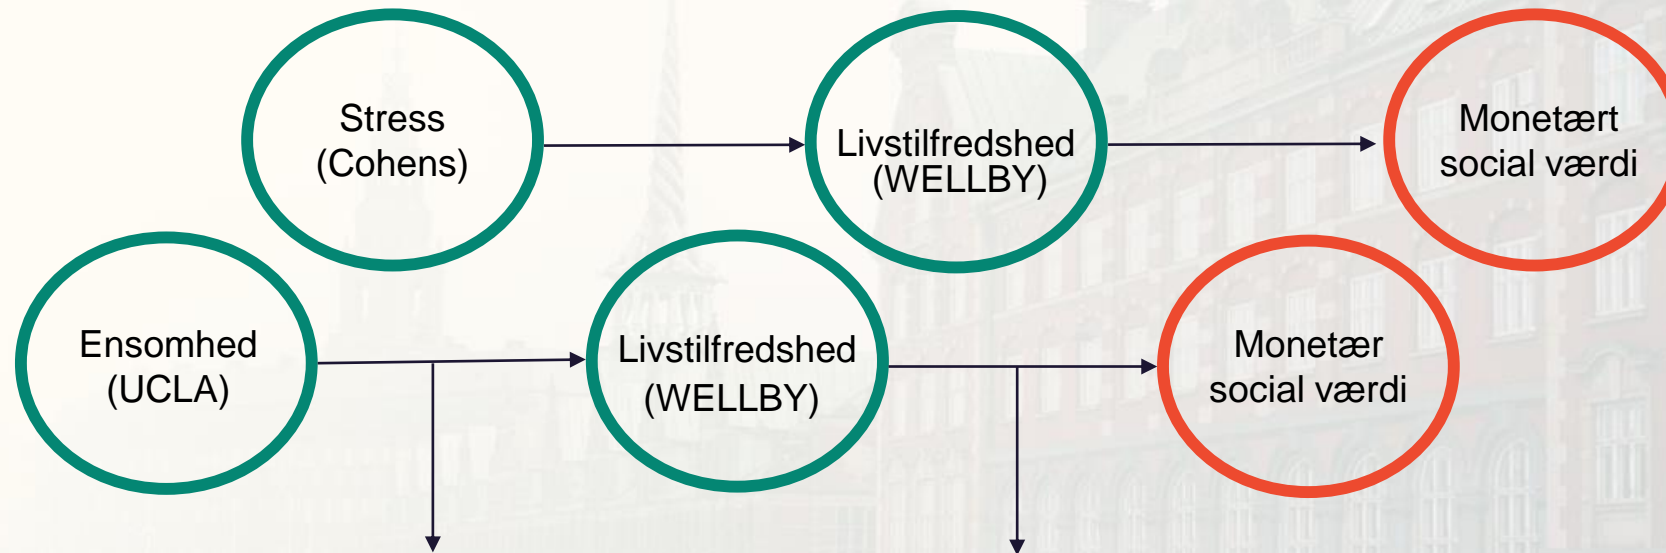 Stress
(Cohens)
Livstilfredshed
(WELLBY)
Monetært
social værdi
Ensomhed
(UCLA)
Livstilfredshed
(WELLBY)
Monetær
social værdi